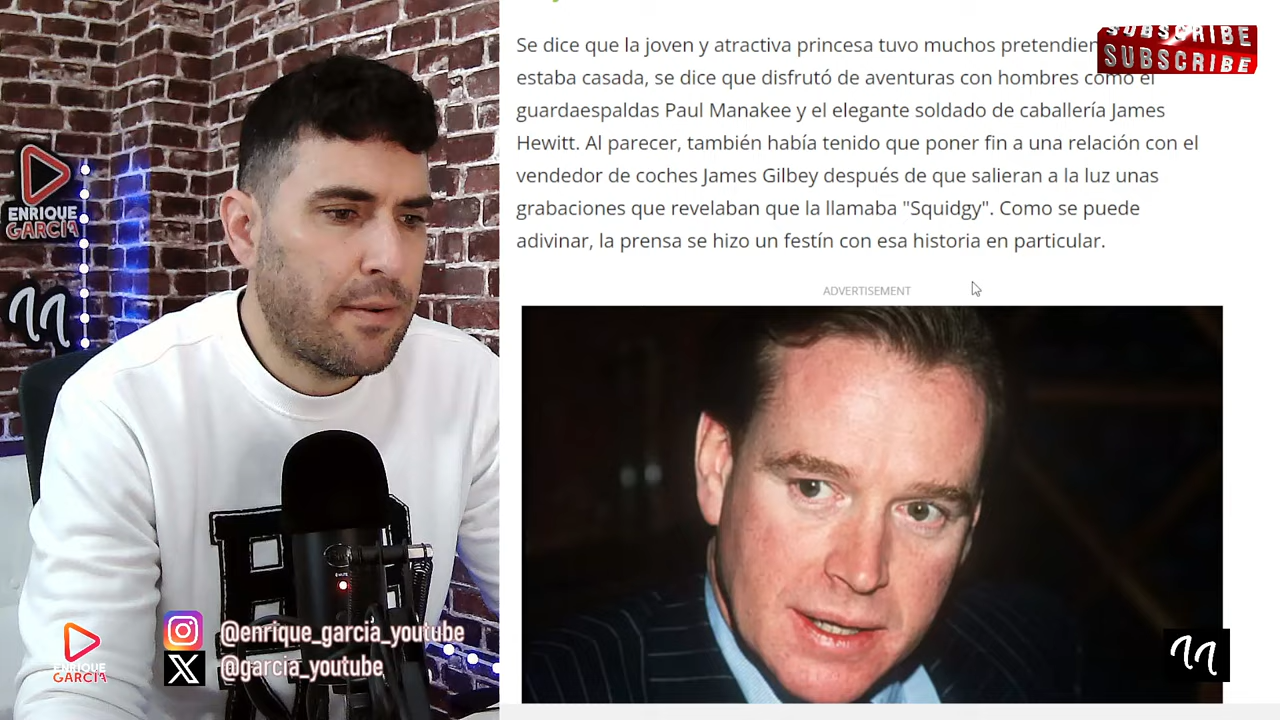 Se dice que la joven y atractiva princesa tuvo muchos
estaba casada, se dice que disfrutó de aventuras con hombres como el
guardaespaldas Paul Manakee y el elegante soldado de caballería James
Hewitt. Al parecer, también había tenido que poner fin a una relación con el
vendedor de coches James Gilbey después de que salieran a la luz unas
grabaciones que revelaban que la llamaba "Squidgy". Como se puede
adivinar, la prensa se hizo un festín con esa historia en particular.
ADVERTISEMENT
SUBSCRIBE
SUBSCRIBE
ENRIQUE
GARCIA
@enrique_garcia_youtube
@garcia_youtube
ENRIQUE
GARCIA